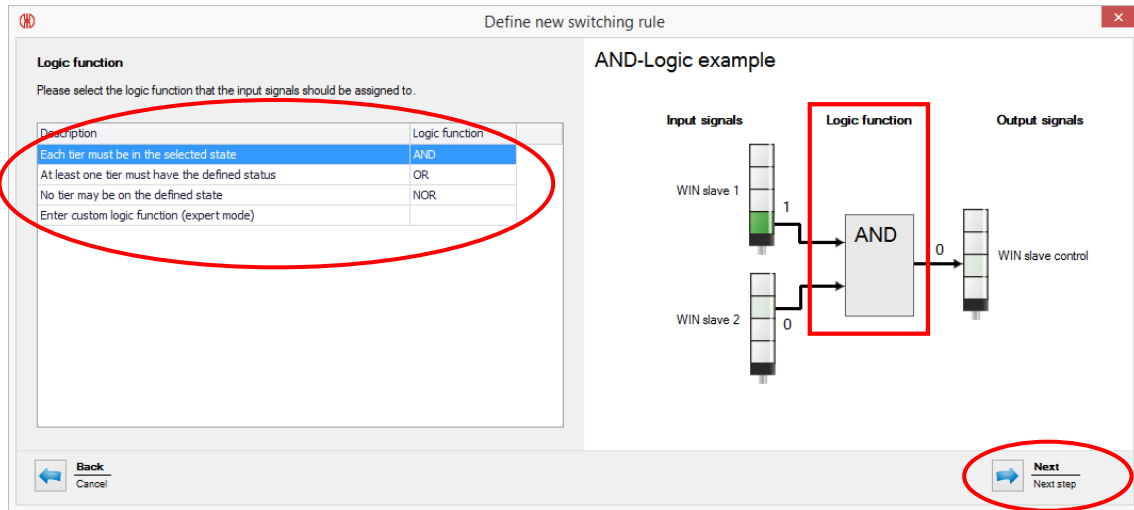 Define new switching rule
Logic function
Please select the logic function that the input signals should be assigned to.
Description Logic function
Each tier must be in the selected state AND
At least one tier must have the defined status OR
No tier may be on the defined state NOR
Enter custom logic function (expert mode)
AND-Logic example
Input signals Logic function Output signals
WIN slave 1
1
AND
0
WIN slave control
WIN slave 2
0
Back
Cancel
Next
Next step